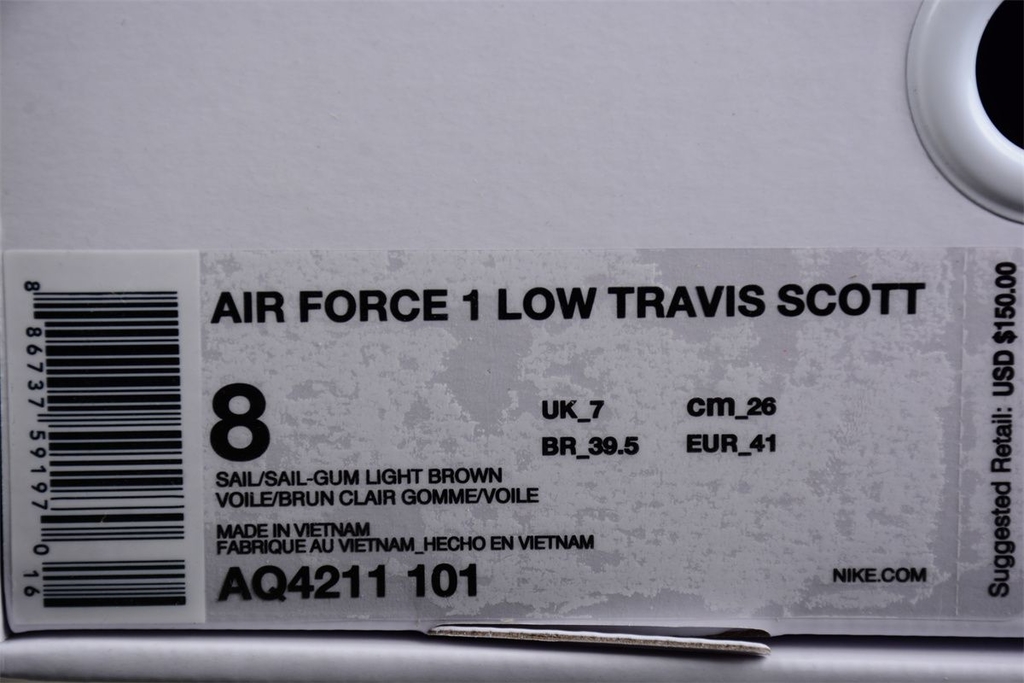 AIR FORCE 1 LOW TRAVIS SCOTT
8
UK_7
cm_26
BR_39.5
EUR_41
SAIL/SAIL-GUM LIGHT BROWN
VOILE/BRUN CLAIR GOMME/VOILE
MADE IN VIETNAM
FABRIQUE AU VIETNAM_HECHO EN VIETNAM
AQ4211 101
NIKE.COM
Suggested Retail: USD $150.00
8 86737 59197 0 16